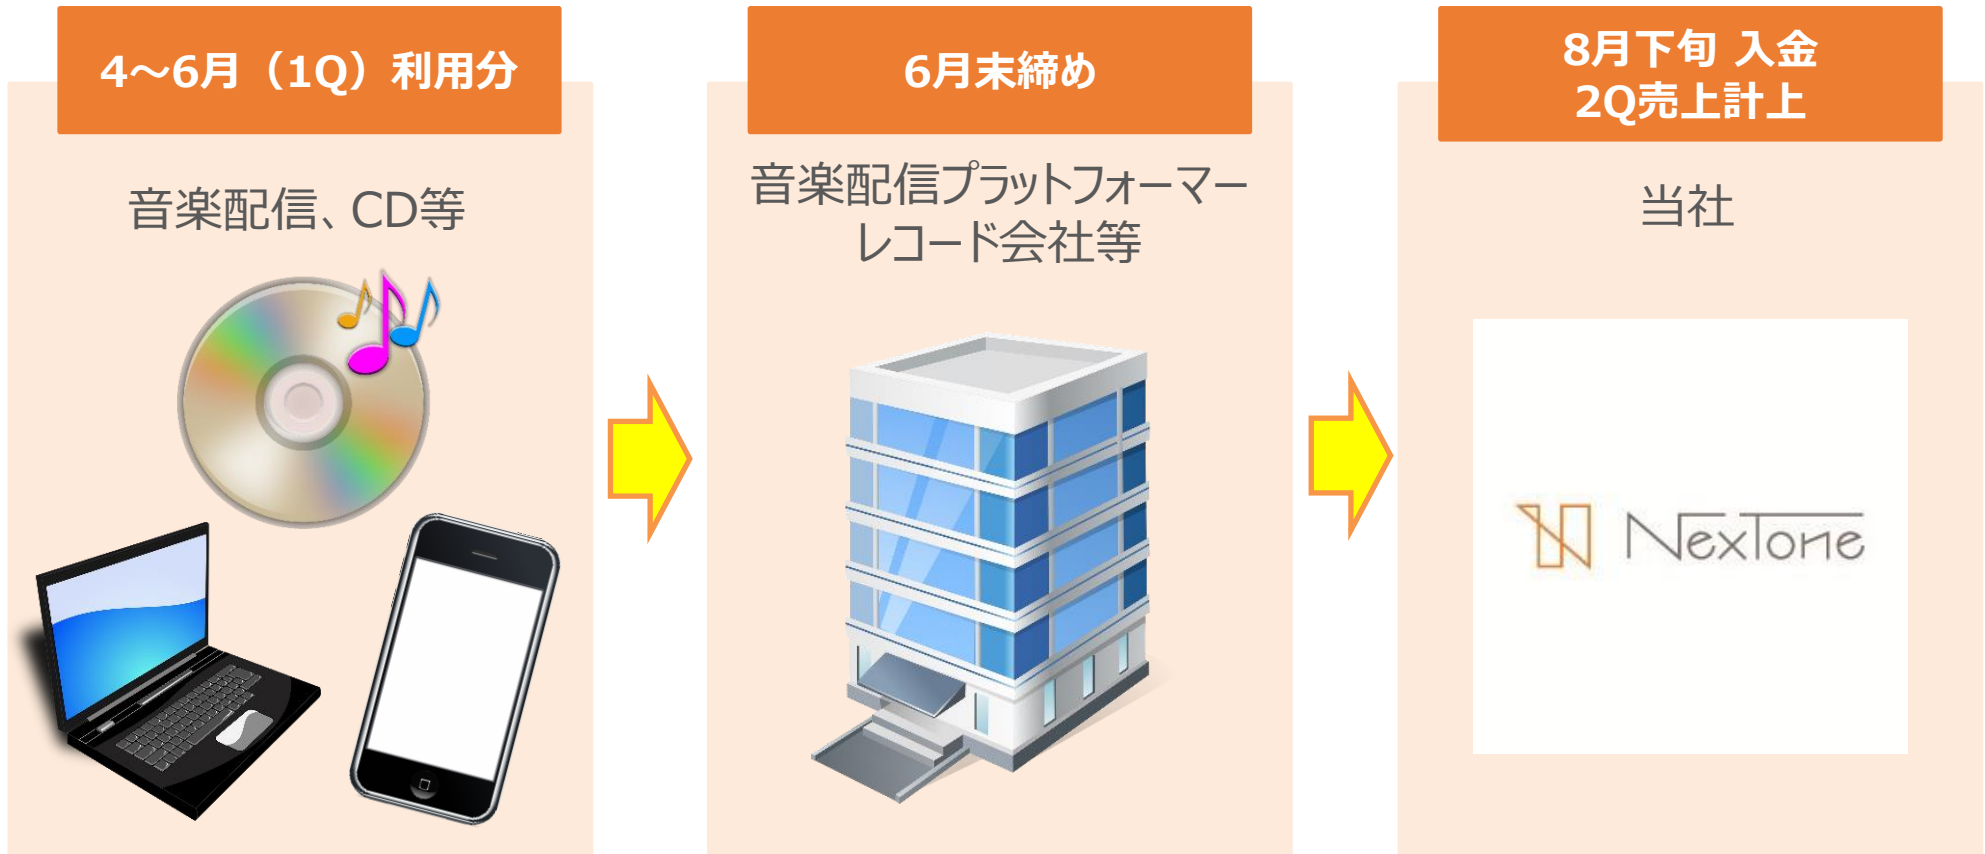 4～6月（1Q）利用分
音楽配信、CD等
6月末締め
音楽配信プラットフォーマー
レコード会社等
8月下旬 入金
2Q売上計上
当社
NexTone